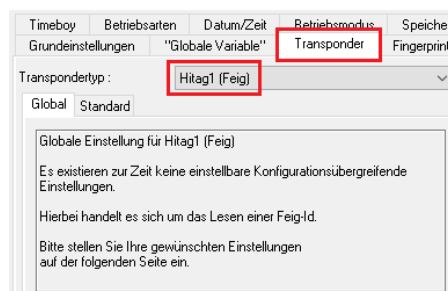 Timeboy Betriebsarten Datum/Zeit Betriebsmodus Speiche
Grundeinstellungen "Globale Variable" Transponder Fingerprint
Transpondertyp : Hitag1 (Feig)
Global Standard
Globale Einstellung für Hitag1 (Feig)
Es existieren zur Zeit keine einstellbare Konfigurationsübergreifende
Einstellungen.
Hierbei handelt es sich um das Lesen einer Feig-Id.
Bitte stellen Sie Ihre gewünschten Einstellungen
auf der folgenden Seite ein.